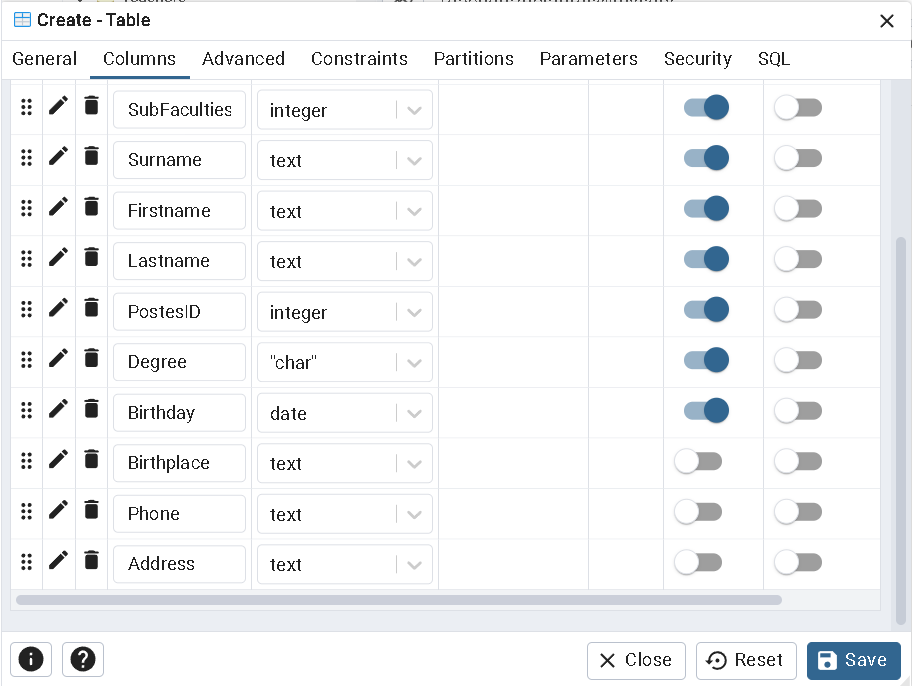 Create - Table
General Columns Advanced Constraints Partitions Parameters Security SQL
SubFaculties integer
Surname text
Firstname text
Lastname text
PostesID integer
Degree "char"
Birthday date
Birthplace text
Phone text
Address text
Close Reset Save